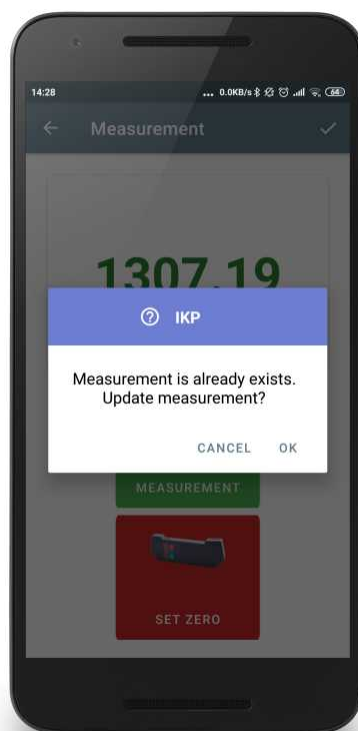 14:28
... 0.0KB/s 64
Measurement
1307.19
IKP
Measurement is already exists.
Update measurement?
CANCEL OK
MEASUREMENT
SET ZERO